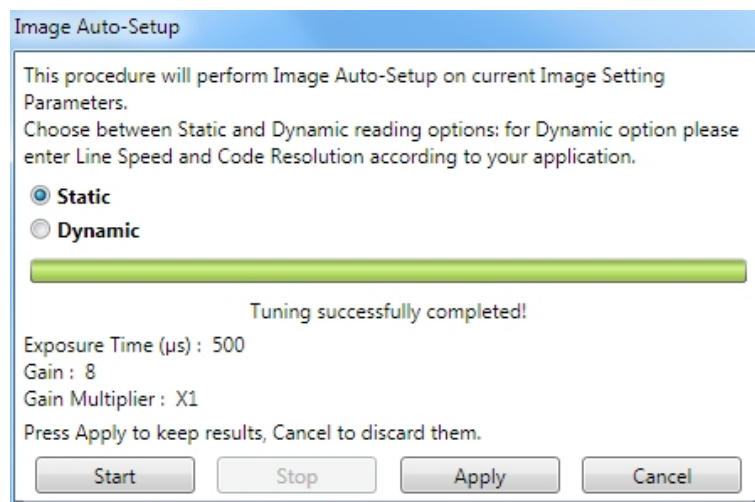 Image Auto-Setup
This procedure will perform Image Auto-Setup on current Image Setting
Parameters.
Choose between Static and Dynamic reading options: for Dynamic option please
enter Line Speed and Code Resolution according to your application.
Static
Dynamic
Tuning successfully completed!
Exposure Time (µs) : 500
Gain : 8
Gain Multiplier : X1
Press Apply to keep results, Cancel to discard them.
Start Stop Apply Cancel